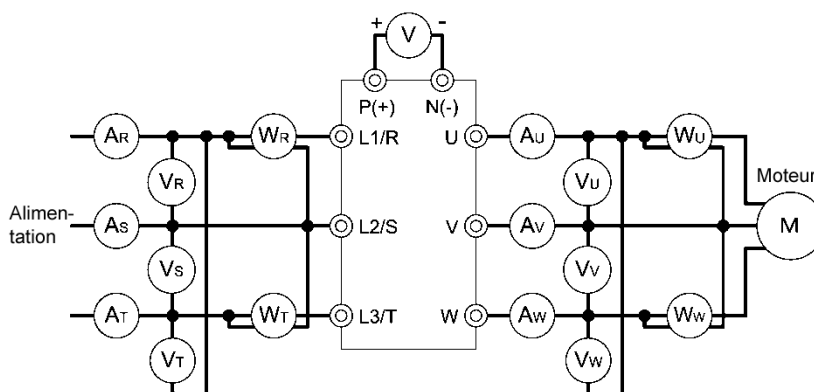 + V -
P(+) N(-)
AR WR L1/R U AU WU
VR VU Moteur
Alimen-
tation
AS L2/S V AV M
VS VV
AT WT L3/T W AW WW
VT VW